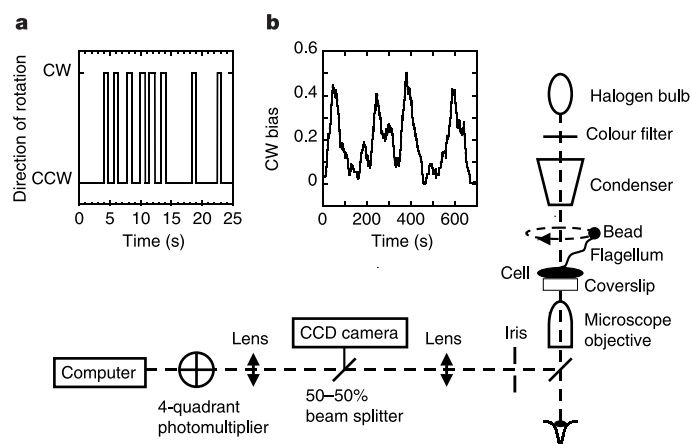 a
Direction of rotation
CW
CCW
0 5 10 15 20 25
Time (s)
b
CW bias
0.6
0.4
0.2
0
0 200 400 600
Time (s)
Halogen bulb
Colour filter
Condenser
Bead
Flagellum
Cell
Coverslip
Microscope
objective
Iris
Lens
CCD camera
50–50%
beam splitter
Lens
4-quadrant
photomultiplier
Computer